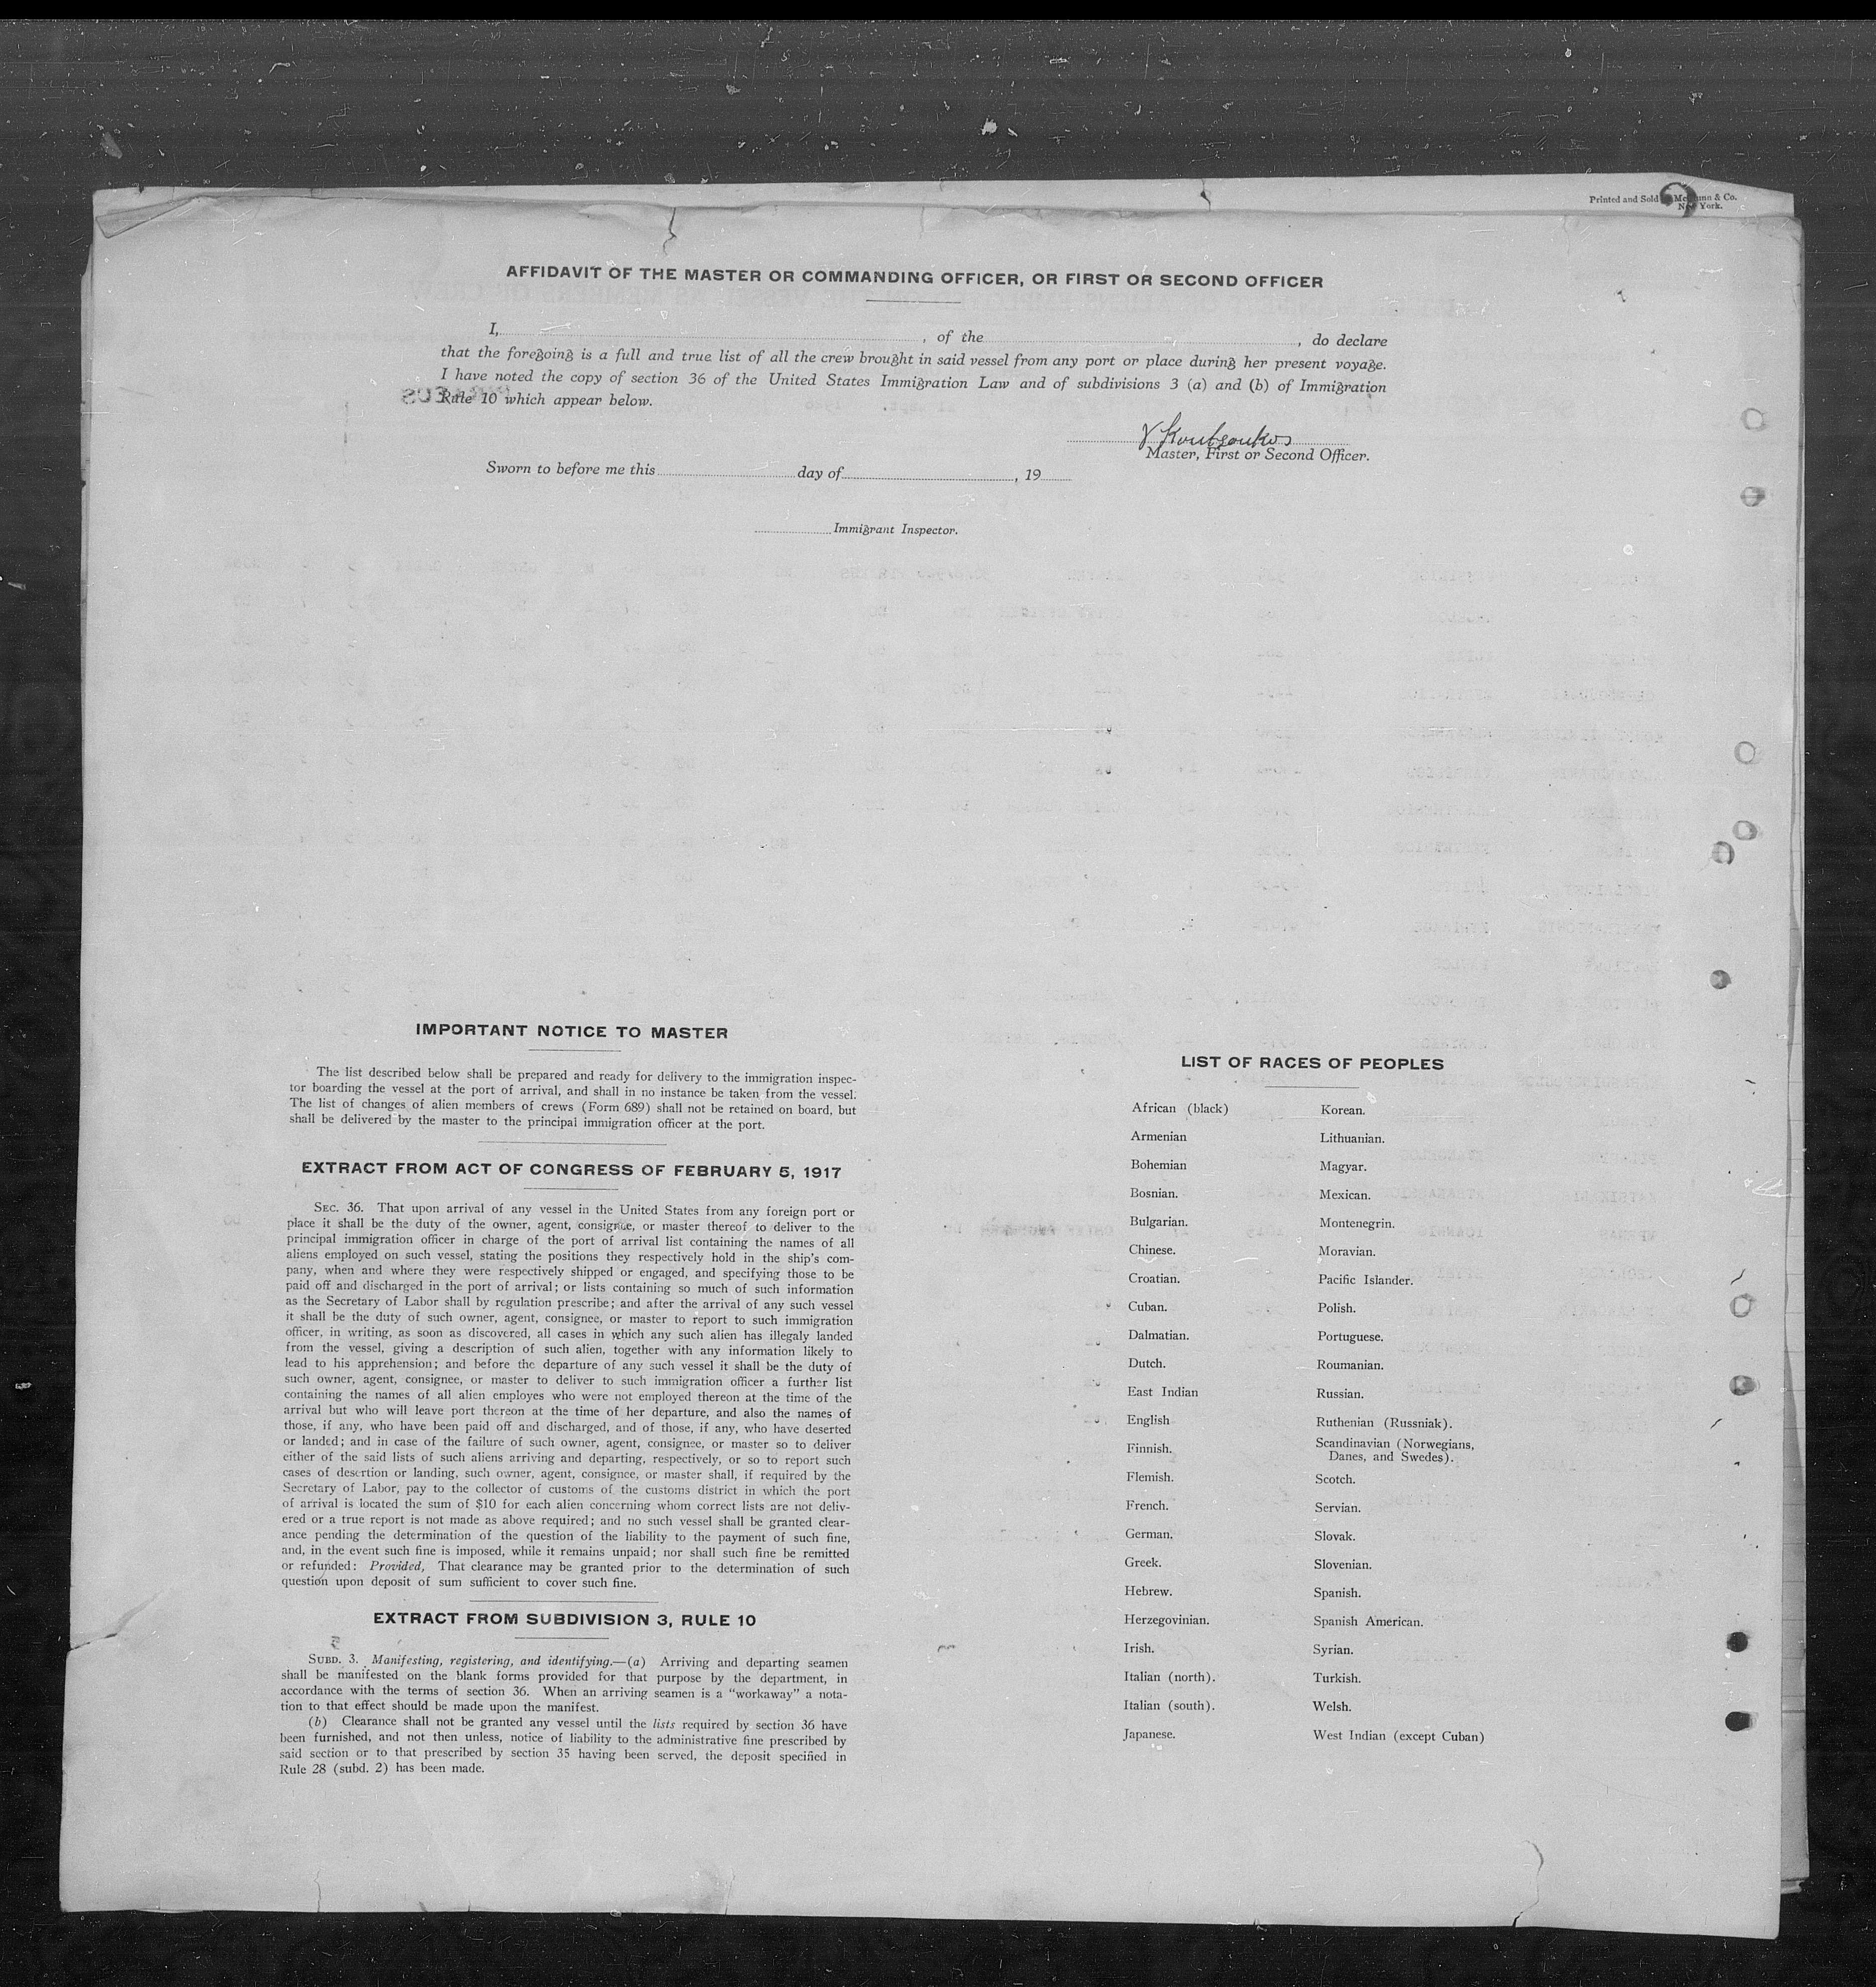 Printed and Sold
New York.
AFFIDAVIT OF THE MASTER OR COMMANDING OFFICER, OR FIRST OR SECOND OFFICER
I, , of the , do declare
that the foregoing is a full and true list of all the crew brought in said vessel from any port or place during her present voyage.
I have noted the copy of section 36 of the United States Immigration Law and of subdivisions 3 (a) and (b) of Immigration
Rule 10 which appear below.
Koutsoukos
Master, First or Second Officer.
Sworn to before me this day of , 19
Immigrant Inspector.
IMPORTANT NOTICE TO MASTER
The list described below shall be prepared and ready for delivery to the immigration inspec-
tor boarding the vessel at the port of arrival, and shall in no instance be taken from the vessel.
The list of changes of alien members of crews (Form 689) shall not be retained on board, but
shall be delivered by the master to the principal immigration officer at the port.
EXTRACT FROM ACT OF CONGRESS OF FEBRUARY 5, 1917
SEC. 36. That upon arrival of any vessel in the United States from any foreign port or
place it shall be the duty of the owner, agent, consignee, or master thereof to deliver to the
principal immigration officer in charge of the port of arrival list containing the names of all
aliens employed on such vessel, stating the positions they respectively hold in the ship's com-
pany, when and where they were respectively shipped or engaged, and specifying those to be
paid off and discharged in the port of arrival; or lists containing so much of such information
as the Secretary of Labor shall by regulation prescribe; and after the arrival of any such vessel
it shall be the duty of such owner, agent, consignee, or master to report to such immigration
officer, in writing, as soon as discovered, all cases in which any such alien has illegaly landed
from the vessel, giving a description of such alien, together with any information likely to
lead to his apprehension; and before the departure of any such vessel it shall be the duty of
such owner, agent, consignee, or master to deliver to such immigration officer a further list
containing the names of all alien employes who were not employed thereon at the time of the
arrival but who will leave port thereon at the time of her departure, and also the names of
those, if any, who have been paid off and discharged, and of those, if any, who have deserted
or landed; and in case of the failure of such owner, agent, consignee, or master so to deliver
either of the said lists of such aliens arriving and departing, respectively, or so to report such
cases of desertion or landing, such owner, agent, consignee, or master shall, if required by the
Secretary of Labor, pay to the collector of customs of the customs district in which the port
of arrival is located the sum of $10 for each alien concerning whom correct lists are not deliv-
ered or a true report is not made as above required; and no such vessel shall be granted clear-
ance pending the determination of the question of the liability to the payment of such fine,
and, in the event such fine is imposed, while it remains unpaid; nor shall such fine be remitted
or refunded: Provided, That clearance may be granted prior to the determination of such
question upon deposit of sum sufficient to cover such fine.
EXTRACT FROM SUBDIVISION 3, RULE 10
SUBD. 3. Manifesting, registering, and identifying.—(a) Arriving and departing seamen
shall be manifested on the blank forms provided for that purpose by the department, in
accordance with the terms of section 36. When an arriving seamen is a "workaway" a nota-
tion to that effect should be made upon the manifest.
(b) Clearance shall not be granted any vessel until the lists required by section 36 have
been furnished, and not then unless, notice of liability to the administrative fine prescribed by
said section or to that prescribed by section 35 having been served, the deposit specified in
Rule 28 (subd. 2) has been made.
LIST OF RACES OF PEOPLES
African (black)
Armenian
Bohemian
Bosnian.
Bulgarian.
Chinese.
Croatian.
Cuban.
Dalmatian.
Dutch.
East Indian
English
Finnish.
Flemish.
French.
German.
Greek.
Hebrew.
Herzegovinian.
Irish.
Italian (north).
Italian (south).
Japanese.
Korean.
Lithuanian.
Magyar.
Mexican.
Montenegrin.
Moravian.
Pacific Islander.
Polish.
Portuguese.
Roumanian.
Russian.
Ruthenian (Russniak).
Scandinavian (Norwegians,
Danes, and Swedes).
Scotch.
Servian.
Slovak.
Slovenian.
Spanish.
Spanish American.
Syrian.
Turkish.
Welsh.
West Indian (except Cuban)